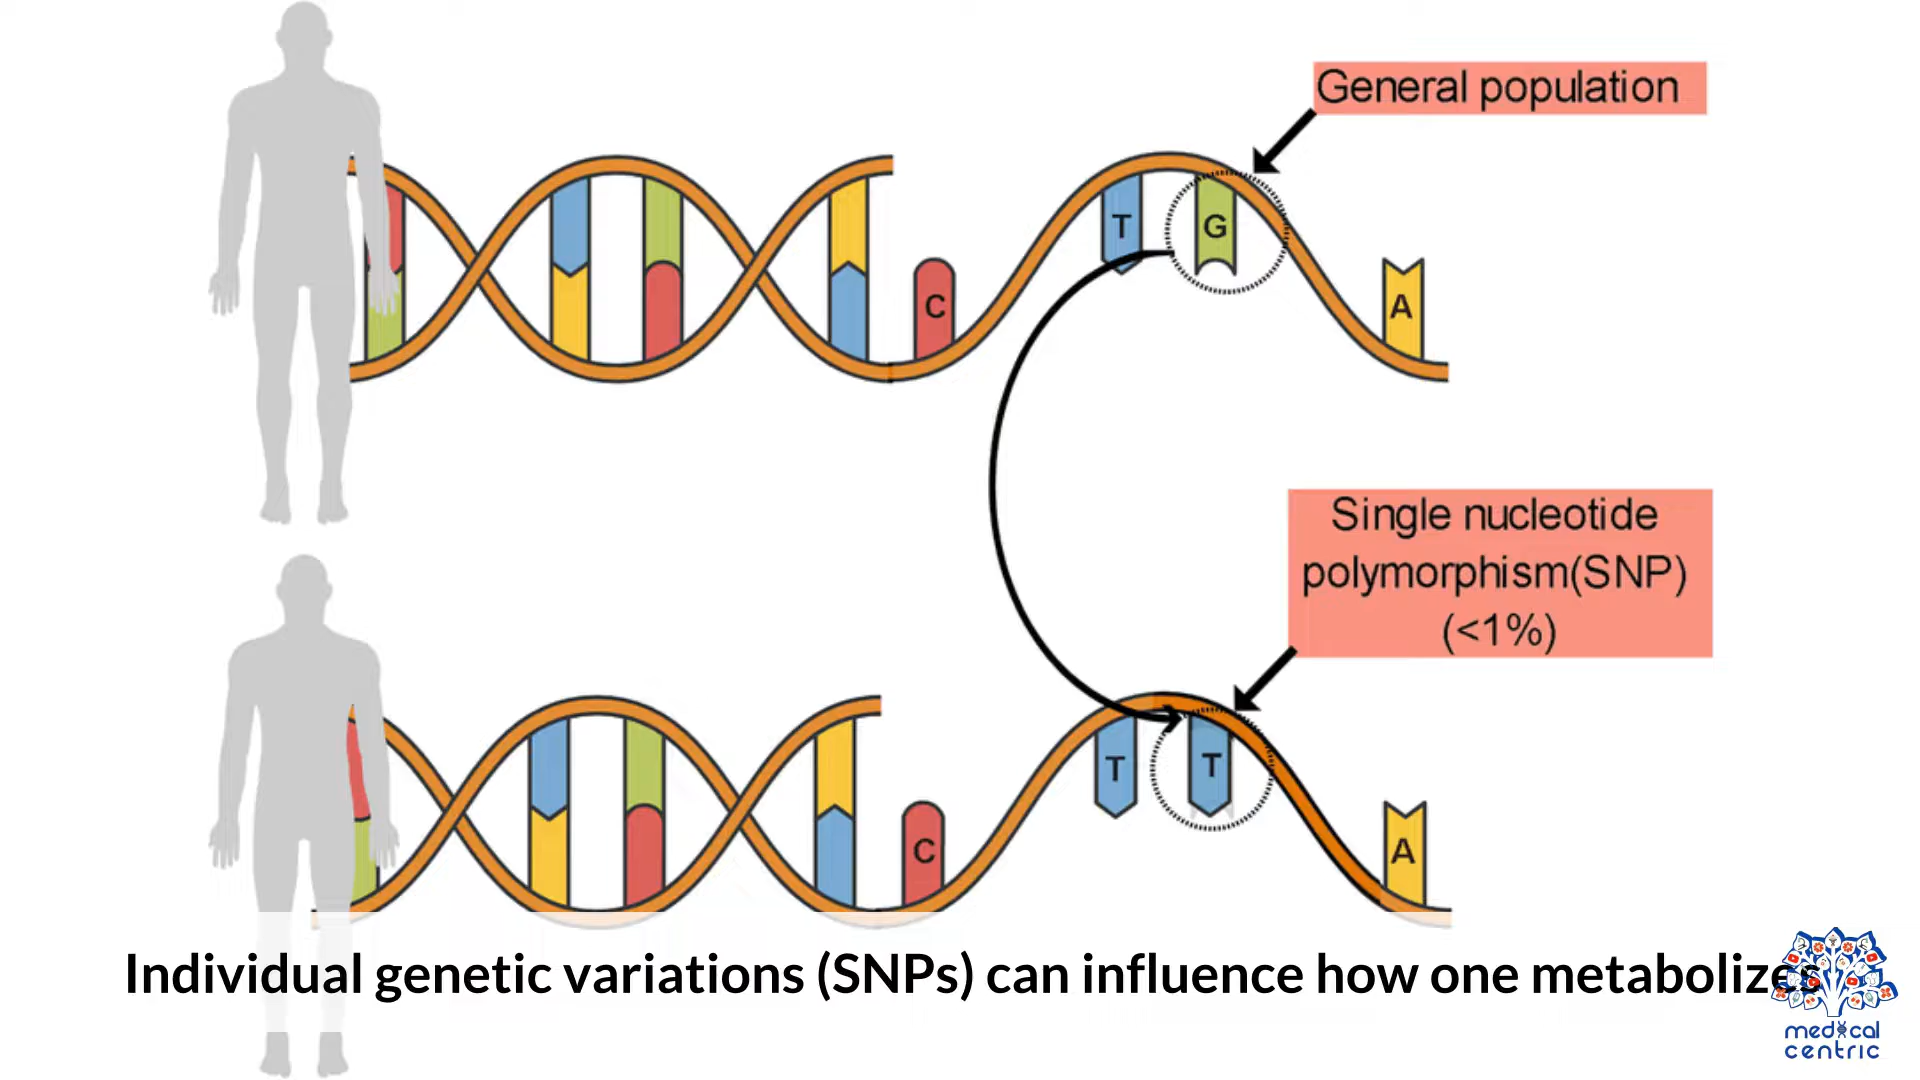 General population
T
G
C
A
Single nucleotide
polymorphism(SNP)
(<1%)
T
T
C
A
Individual genetic variations (SNPs) can influence how one metabolizes
medical
centric